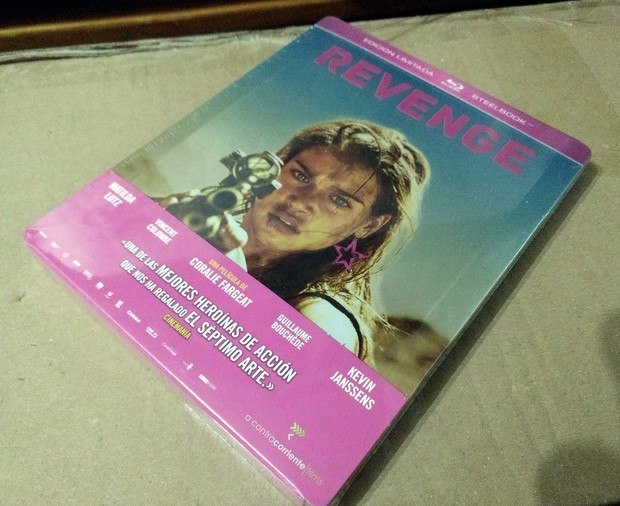 EDICIÓN LIMITADA
STEELBOOK™
REVENGE
MATILDA
LUTZ
VINCENT
COLOMBE
UNA PELÍCULA DE
CORALIE FARGEAT
GUILLAUME
BOUCHÈDE
KEVIN
JANSSENS
«UNA DE LAS MEJORES HEROÍNAS DE ACCIÓN
QUE NOS HA REGALADO EL SÉPTIMO ARTE.»
CINEMANÍA
a contracorriente films